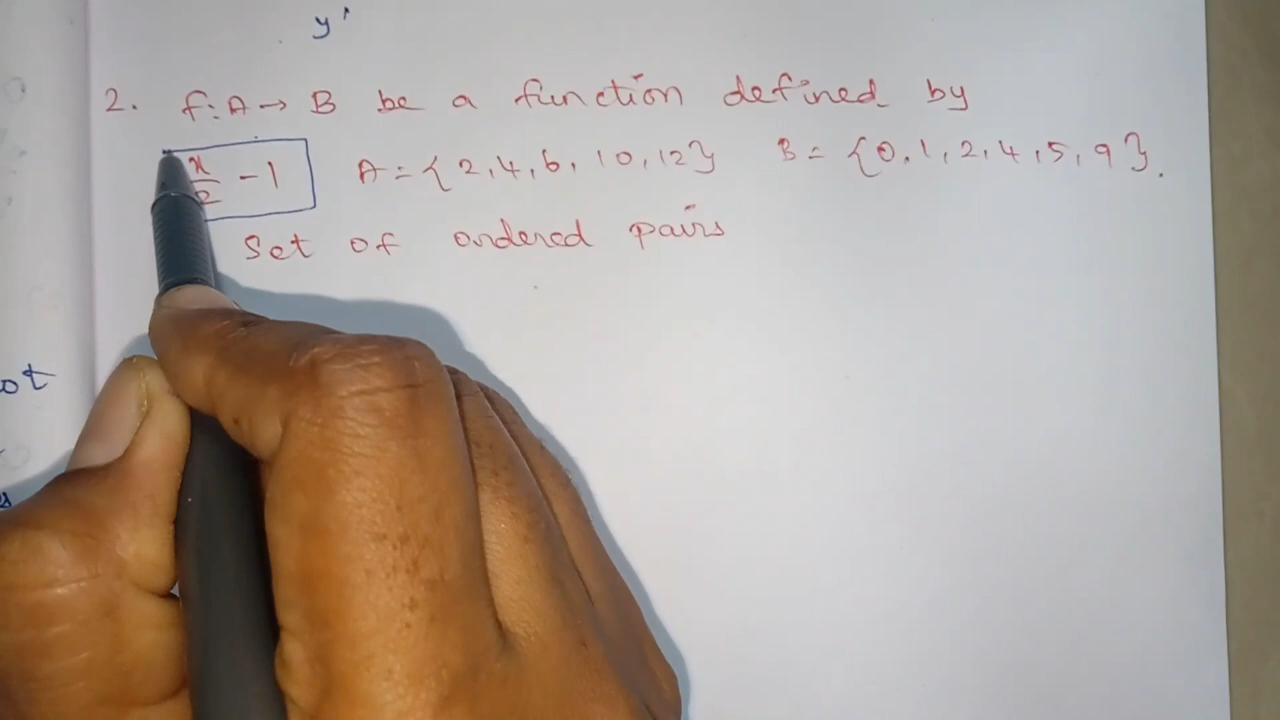 y'
2. f:A→ B be a function defined by
x/2 - 1 A = {2,4,6,10,12} B = {0,1,2,4,5,9}.
Set of ordered pairs
ot